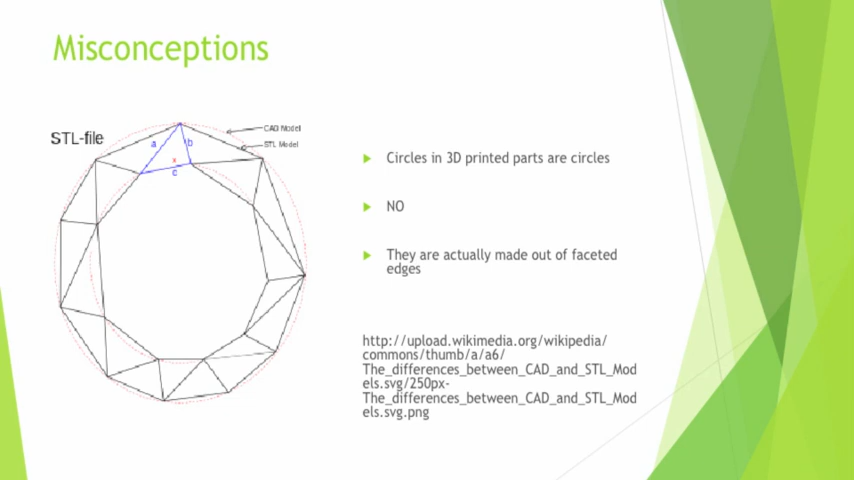 Misconceptions
STL-file
CAD Model
STL Model
a
b
c
Circles in 3D printed parts are circles
NO
They are actually made out of faceted
edges
http://upload.wikimedia.org/wikipedia/
commons/thumb/a/a6/
The_differences_between_CAD_and_STL_Mod
els.svg/250px-
The_differences_between_CAD_and_STL_Mod
els.svg.png